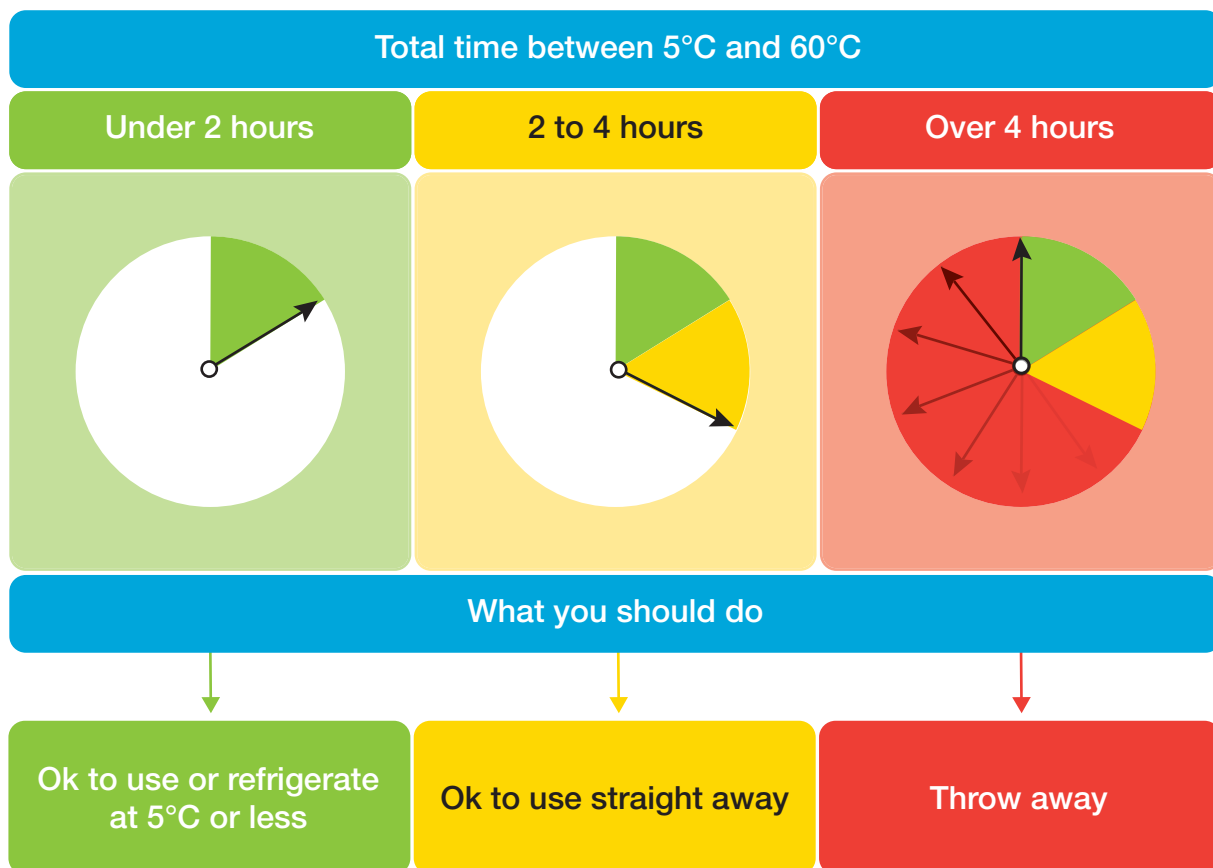 Total time between 5°C and 60°C
Under 2 hours
2 to 4 hours
Over 4 hours
What you should do
Ok to use or refrigerate
at 5°C or less
Ok to use straight away
Throw away